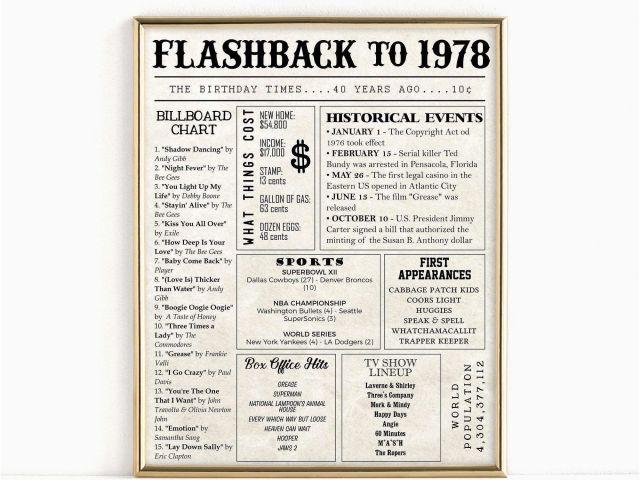 FLASHBACK TO 1978
THE BIRTHDAY TIMES....40 YEARS AGO....10¢
BILLBOARD
CHART
1. "Shadow Dancing" by
Andy Gibb
2. "Night Fever" by The
Bee Gees
3. "You Light Up My
Life" by Debby Boone
4. "Stayin' Alive" by The
Bee Gees
5. "Kiss You All Over"
by Exile
6. "How Deep Is Your
Love" by The Bee Gees
7. "Baby Come Back" by
Player
8. "(Love Is) Thicker
Than Water" by Andy
Gibb
9. "Boogie Oogie Oogie"
by A Taste of Honey
10. "Three Times a
Lady" by The
Commodores
11. "Grease" by Frankie
Valli
12. "I Go Crazy" by Paul
Davis
13. "You're The One
That I Want" by John
Travolta & Olivia Newton
John
14. "Emotion" by
Samantha Sang
15. "Lay Down Sally" by
Eric Clapton
WHAT THINGS COST
NEW HOME:
$54,800
INCOME:
$17,000
STAMP:
13 cents
GALLON OF GAS:
63 cents
DOZEN EGGS:
48 cents
$
HISTORICAL EVENTS
• JANUARY 1 - The Copyright Act od
1976 took effect
• FEBRUARY 15 - Serial killer Ted
Bundy was arrested in Pensacola, Florida
• MAY 26 - The first legal casino in the
Eastern US opened in Atlantic City
• JUNE 13 - The film "Grease" was
released
• OCTOBER 10 - U.S. President Jimmy
Carter signed a bill that authorized the
minting of the Susan B. Anthony dollar
SPORTS
SUPERBOWL XII
Dallas Cowboys (27) - Denver Broncos
(10)
NBA CHAMPIONSHIP
Washington Bullets (4) - Seattle
SuperSonics (3)
WORLD SERIES
New York Yankees (4) - LA Dodgers (2)
FIRST
APPEARANCES
CABBAGE PATCH KIDS
COORS LIGHT
HUGGIES
SPEAK & SPELL
WHATCHAMACALLIT
TRAPPER KEEPER
Box Office Hits
GREASE
SUPERMAN
NATIONAL LAMPOON'S ANIMAL
HOUSE
EVERY WHICH WAY BUT LOOSE
HEAVEN CAN WAIT
HOOPER
JAWS 2
TV SHOW
LINEUP
Laverne & Shirley
Three's Company
Mork & Mindy
Happy Days
Angie
60 Minutes
M*A*S*H
The Ropers
WORLD
POPULATION
4,304,377,112